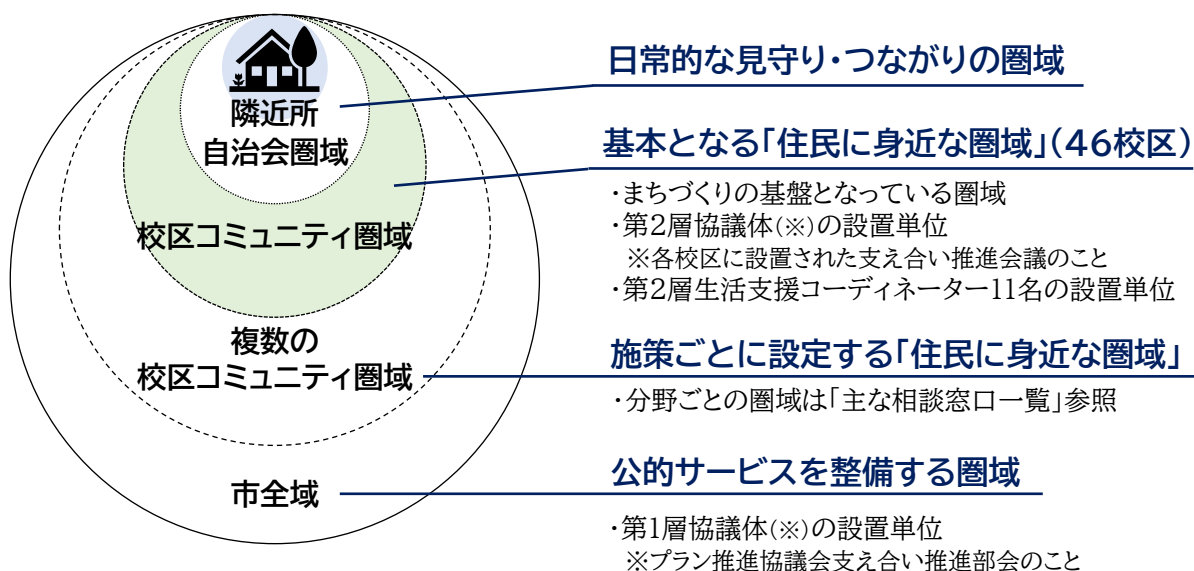 隣近所
自治会圏域
校区コミュニティ圏域
複数の
校区コミュニティ圏域
市全域
日常的な見守り・つながりの圏域
基本となる「住民に身近な圏域」(46校区)
・まちづくりの基盤となっている圏域
・第2層協議体(※)の設置単位
※各校区に設置された支え合い推進会議のこと
・第2層生活支援コーディネーター11名の設置単位
施策ごとに設定する「住民に身近な圏域」
・分野ごとの圏域は「主な相談窓口一覧」参照
公的サービスを整備する圏域
・第1層協議体(※)の設置単位
※プラン推進協議会支え合い推進部会のこと